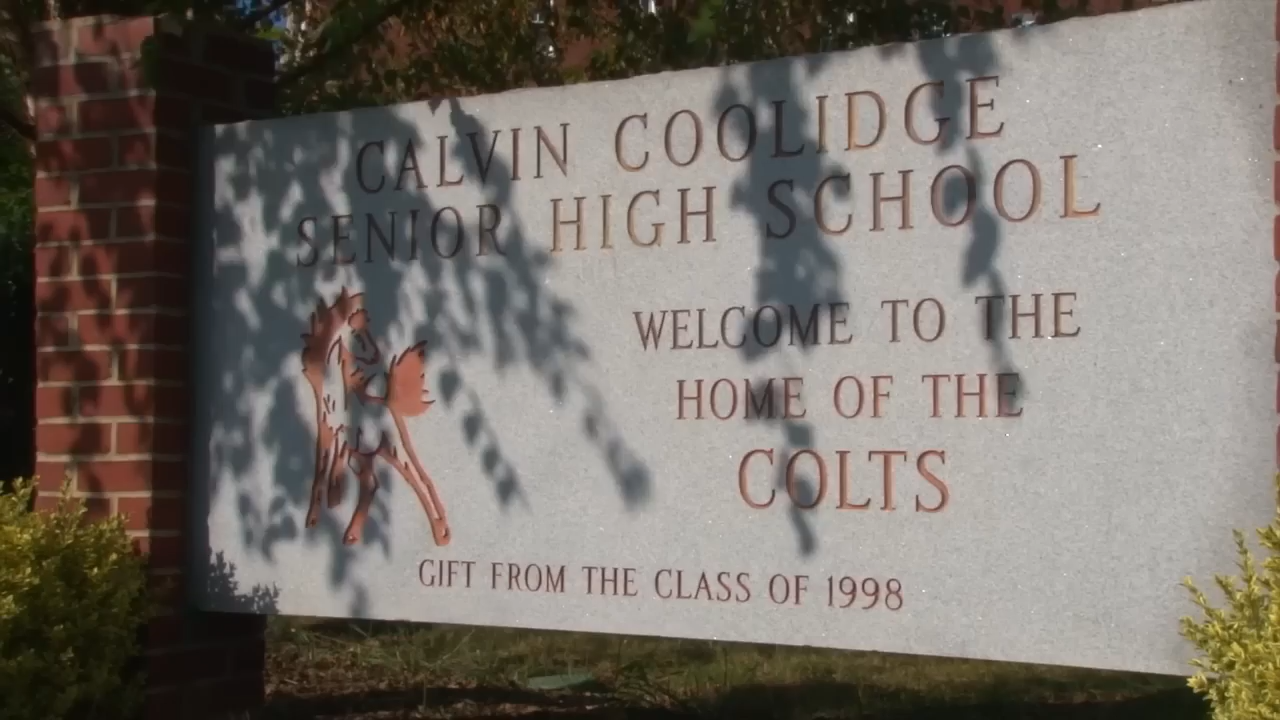 CALVIN COOLIDGE
SENIOR HIGH SCHOOL
WELCOME TO THE
HOME OF THE
COLTS
GIFT FROM THE CLASS OF 1998